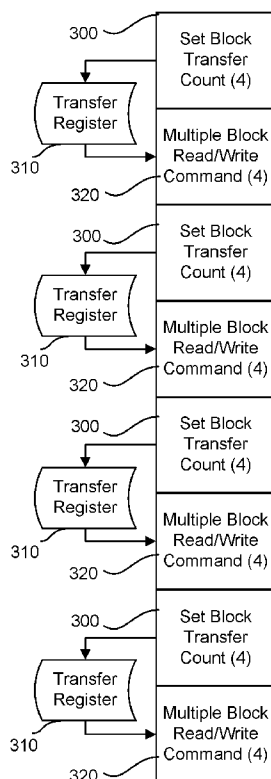 300
Set Block
Transfer
Count (4)
Transfer
Register
310
Multiple Block
Read/Write
Command (4)
320
300
Set Block
Transfer
Count (4)
Transfer
Register
310
Multiple Block
Read/Write
Command (4)
320
300
Set Block
Transfer
Count (4)
Transfer
Register
310
Multiple Block
Read/Write
Command (4)
320
300
Set Block
Transfer
Count (4)
Transfer
Register
310
Multiple Block
Read/Write
Command (4)
320